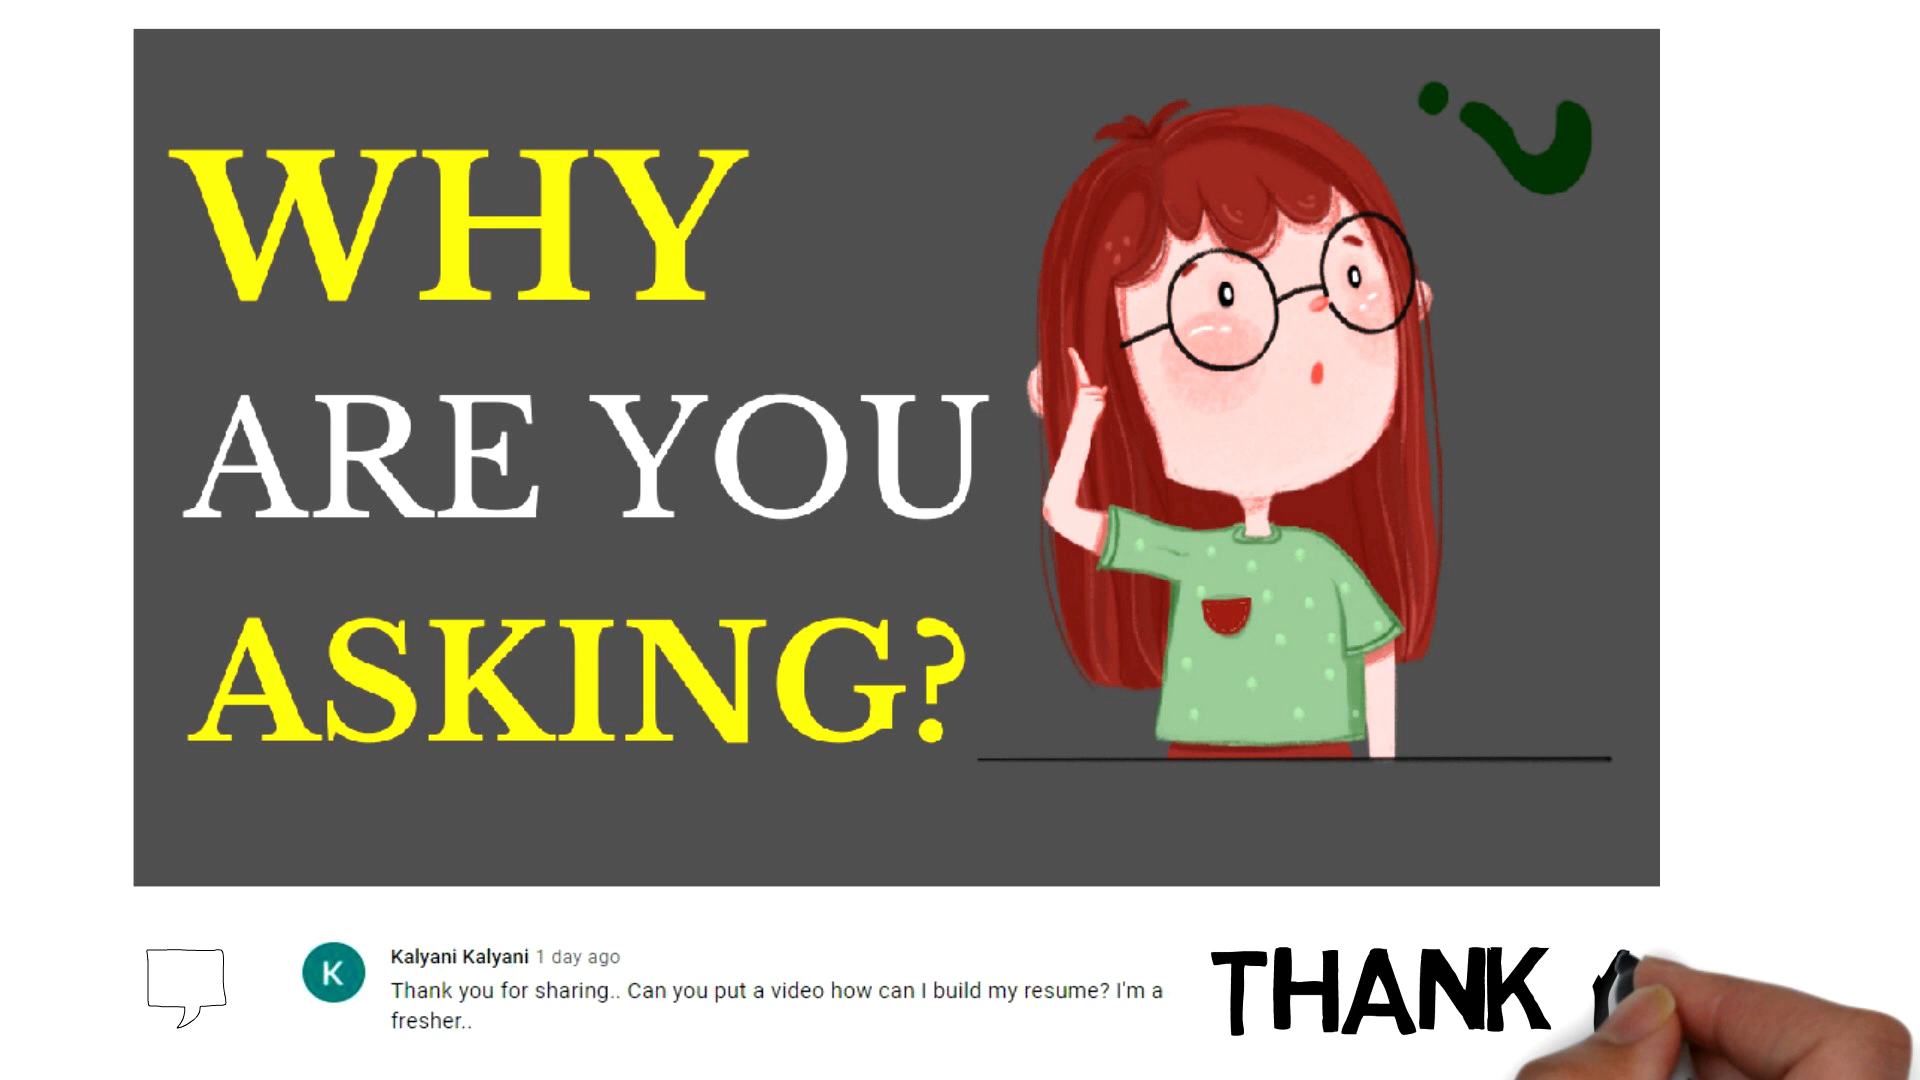 WHY
ARE YOU
ASKING?
?
K
Kalyani Kalyani 1 day ago
Thank you for sharing.. Can you put a video how can I build my resume? I'm a
fresher..
THANK